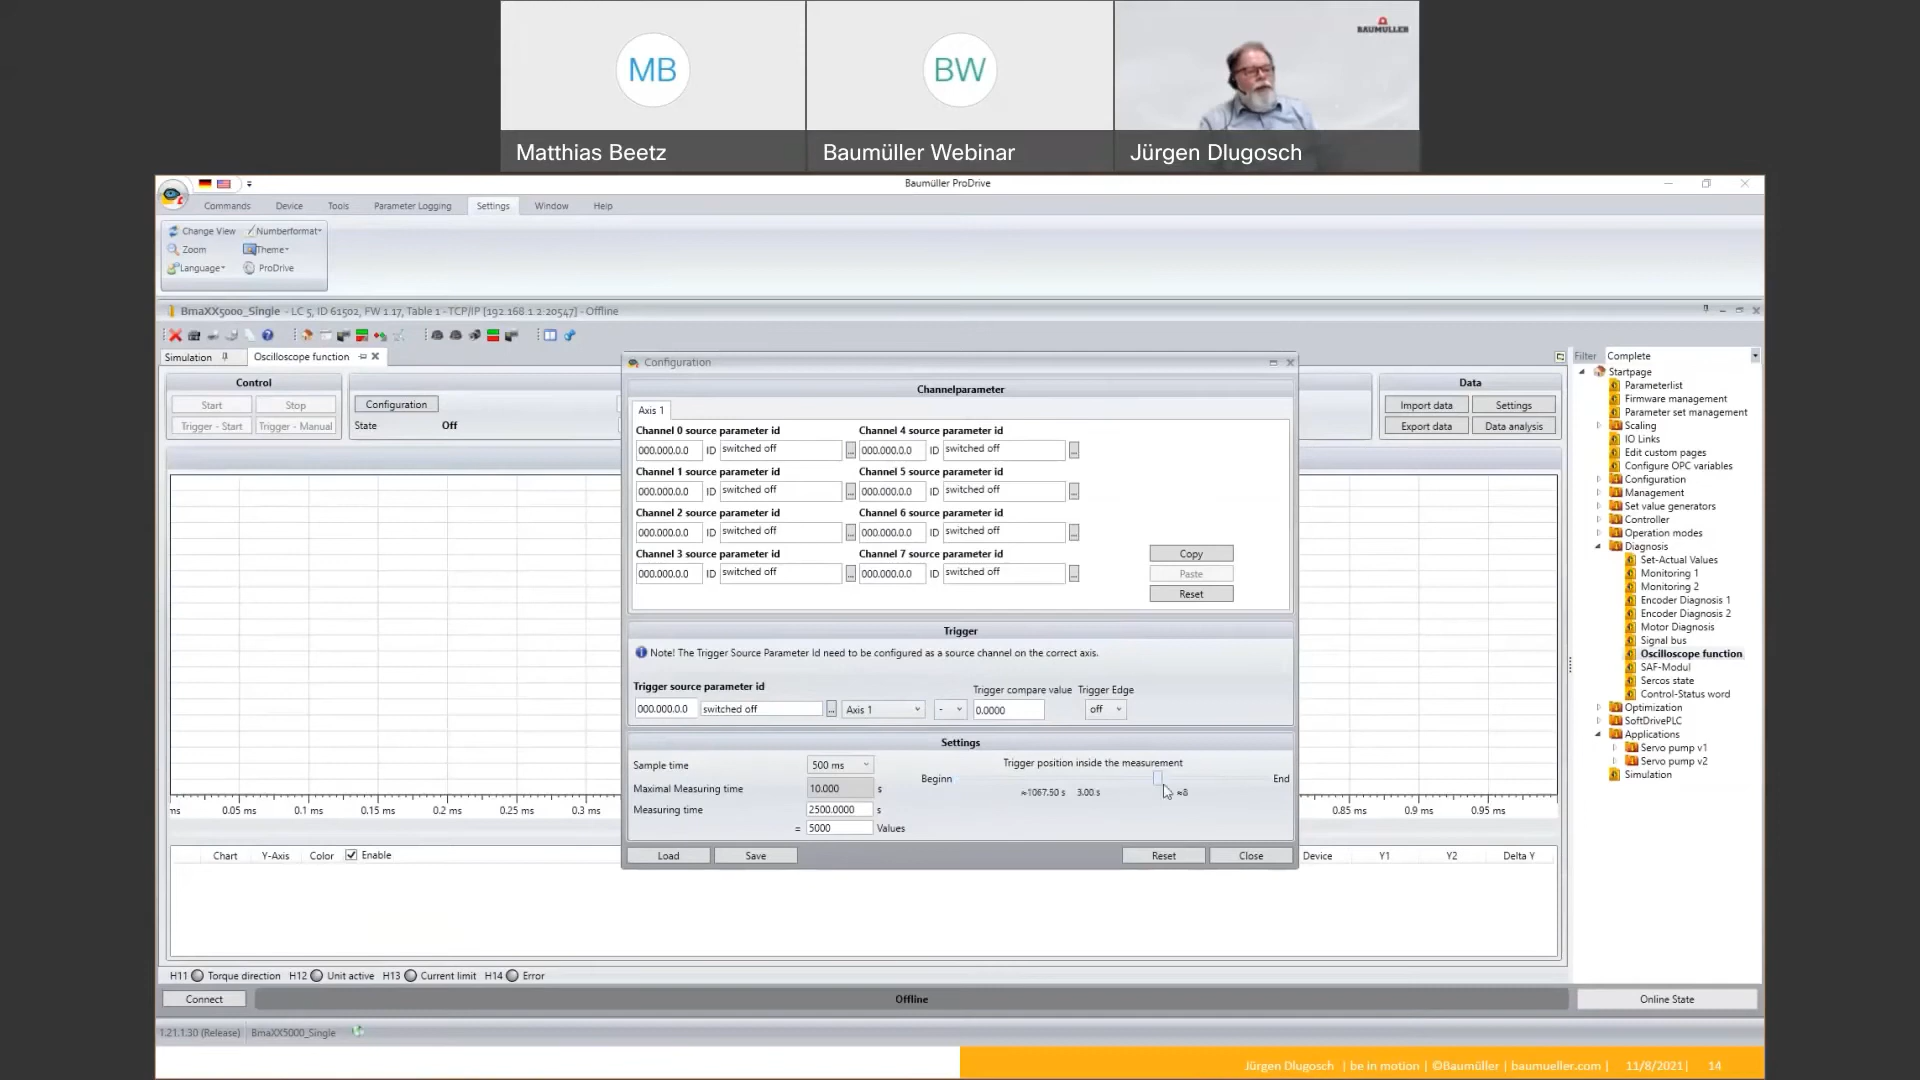 MB
BW
BAUMÜLLER
Matthias Beetz
Baumüller Webinar
Jürgen Dlugosch
Baumüller ProDrive
Commands Device Tools Parameter Logging Settings Window Help
Change View Numberformat
Zoom Theme
Language ProDrive
BmaXX5000_Single - LC 5, ID 61502, FW 1.17, Table 1 - TCP/IP [192.168.1.2:20547] - Offline
Simulation Oscilloscope function
Control
Start Stop
Trigger - Start Trigger - Manual
Configuration
State Off
Data
Import data Settings
Export data Data analysis
Configuration
Channelparameter
Axis 1
Channel 0 source parameter id Channel 4 source parameter id
000.000.0.0 ID switched off ... 000.000.0.0 ID switched off ...
Channel 1 source parameter id Channel 5 source parameter id
000.000.0.0 ID switched off ... 000.000.0.0 ID switched off ...
Channel 2 source parameter id Channel 6 source parameter id
000.000.0.0 ID switched off ... 000.000.0.0 ID switched off ...
Channel 3 source parameter id Channel 7 source parameter id
000.000.0.0 ID switched off ... 000.000.0.0 ID switched off ...
Copy
Paste
Reset
Trigger
Note! The Trigger Source Parameter Id need to be configured as a source channel on the correct axis.
Trigger source parameter id Trigger compare value Trigger Edge
000.000.0.0 switched off ... Axis 1 - 0.0000 off
Settings
Sample time 500 ms
Maximal Measuring time 10.000 s
Measuring time 2500.0000 s
= 5000 Values
Trigger position inside the measurement
Beginn End
≈1067.50 s 3.00 s
Load Save Reset Close
ms 0.05 ms 0.1 ms 0.15 ms 0.2 ms 0.25 ms 0.3 ms 0.85 ms 0.9 ms 0.95 ms
Chart Y-Axis Color Enable Device Y1 Y2 Delta Y
Filter Complete
Startpage
Parameterlist
Firmware management
Parameter set management
Scaling
IO Links
Edit custom pages
Configure OPC variables
Configuration
Management
Set value generators
Controller
Operation modes
Diagnosis
Set-Actual Values
Monitoring 1
Monitoring 2
Encoder Diagnosis 1
Encoder Diagnosis 2
Motor Diagnosis
Signal bus
Oscilloscope function
SAF-Modul
Sercos state
Control-Status word
Optimization
SoftDrivePLC
Applications
Servo pump v1
Servo pump v2
Simulation
H11 Torque direction H12 Unit active H13 Current limit H14 Error
Connect Offline Online State
1.21.1.30 (Release) BmaXX5000_Single
Jürgen Dlugosch | be in motion | ©Baumüller | baumueller.com | 11/8/2021 | 14